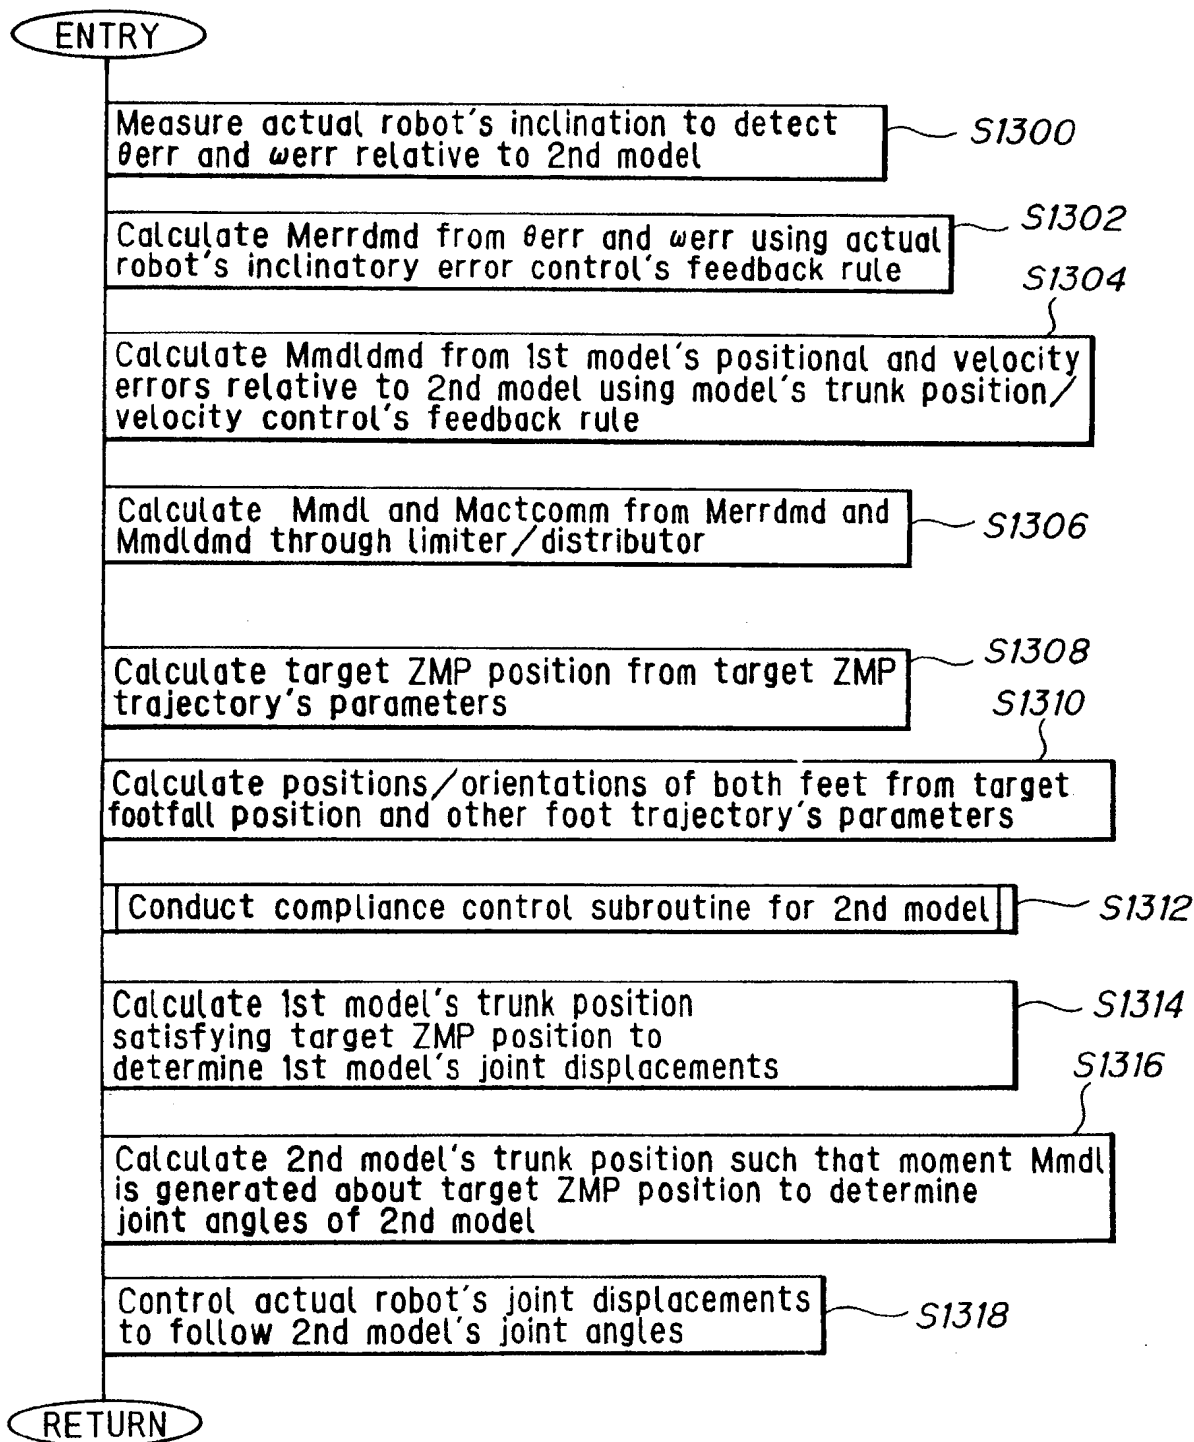 ENTRY
Measure actual robot's inclination to detect
θerr and ωerr relative to 2nd model
S1300
Calculate Merrdmd from θerr and ωerr using actual
robot's inclinatory error control's feedback rule
S1302
S1304
Calculate Mmdldmd from 1st model's positional and velocity
errors relative to 2nd model using model's trunk position/
velocity control's feedback rule
Calculate Mmdl and Mactcomm from Merrdmd and
Mmdldmd through limiter/distributor
S1306
Calculate target ZMP position from target ZMP
trajectory's parameters
S1308
S1310
Calculate positions/orientations of both feet from target
footfall position and other foot trajectory's parameters
Conduct compliance control subroutine for 2nd model
S1312
Calculate 1st model's trunk position
satisfying target ZMP position to
determine 1st model's joint displacements
S1314
S1316
Calculate 2nd model's trunk position such that moment Mmdl
is generated about target ZMP position to determine
joint angles of 2nd model
Control actual robot's joint displacements
to follow 2nd model's joint angles
S1318
RETURN